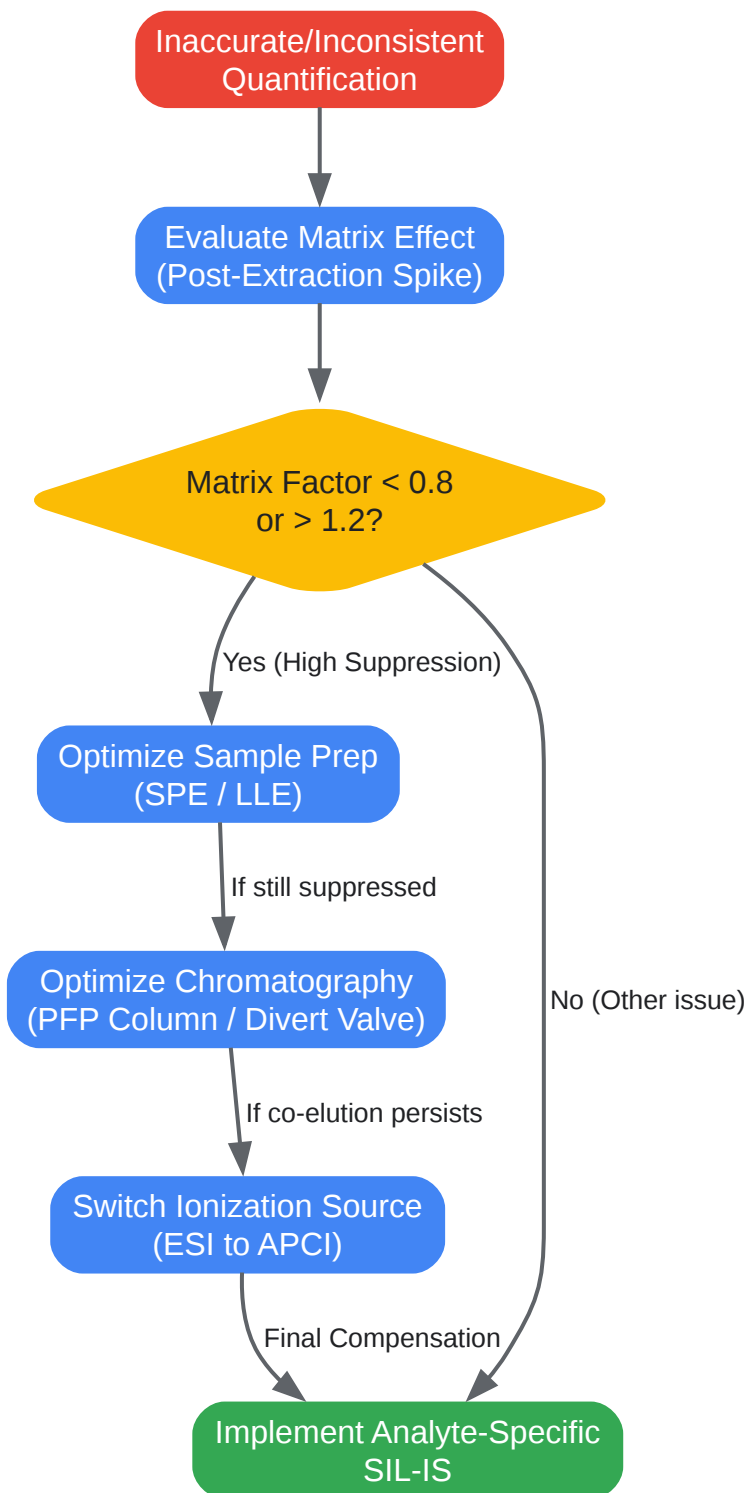 Inaccurate/Inconsistent
Quantification
Evaluate Matrix Effect
(Post-Extraction Spike)
Matrix Factor < 0.8
or > 1.2?
Yes (High Suppression)
Optimize Sample Prep
(SPE / LLE)
If still suppressed
Optimize Chromatography
(PFP Column / Divert Valve)
No (Other issue)
If co-elution persists
Switch Ionization Source
(ESI to APCI)
Final Compensation
Implement Analyte-Specific
SIL-IS